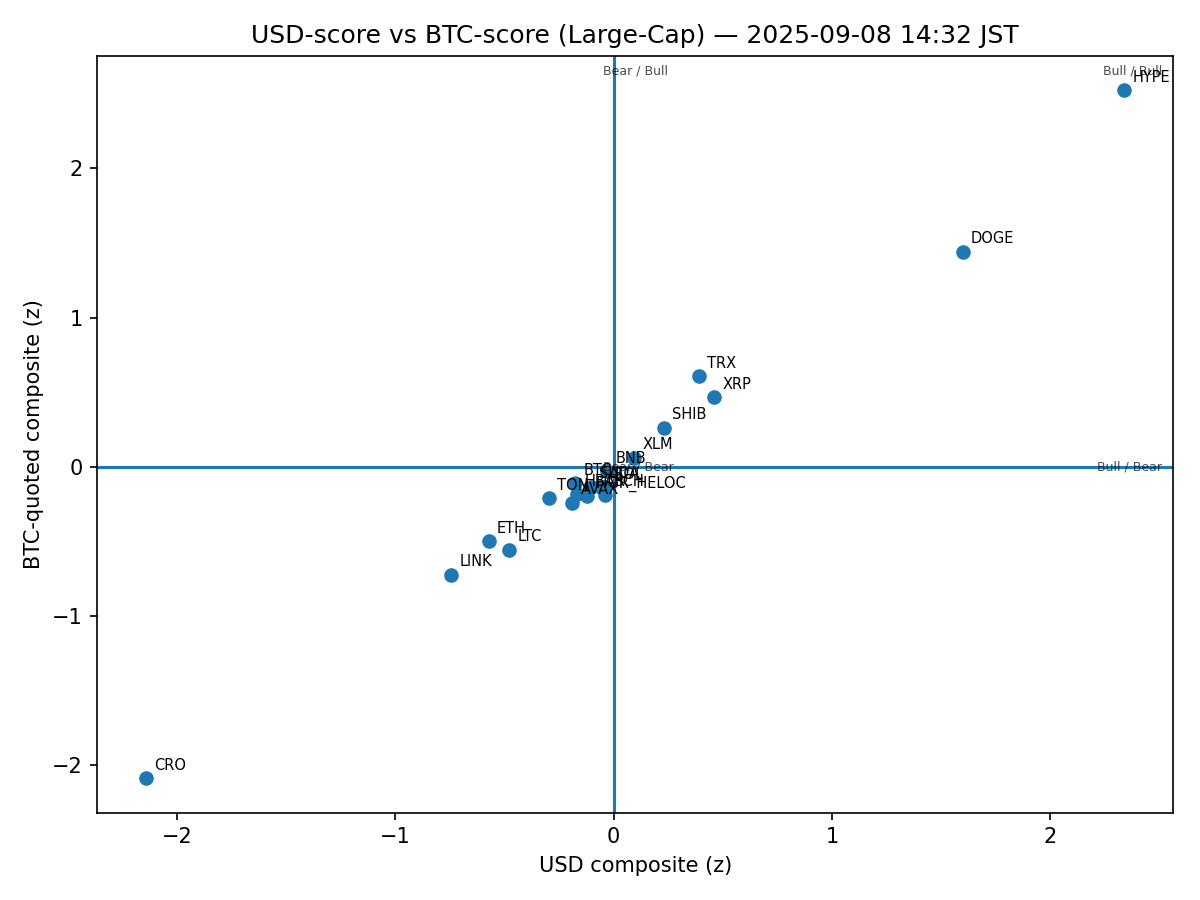 USD-score vs BTC-score (Large-Cap) — 2025-09-08 14:32 JST
Bear / Bull
Bull / Bull
HYPE
2
DOGE
BTC-quoted composite (z)
1
TRX
XRP
SHIB
XLM
BNB
0
Bull / Bear
TON
AVAX
_HELOC
ETH
LTC
LINK
−1
−2
CRO
−2
−1
0
1
2
USD composite (z)